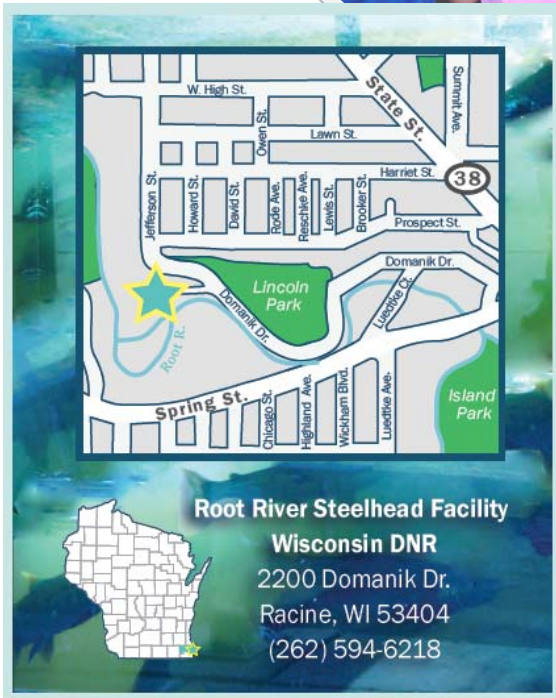 W. High St.
State St.
Summit Ave.
Owen St.
Lawn St.
Harriet St.
38
Jefferson St.
Howard St.
David St.
Rode Ave.
Reschke Ave.
Lewis St.
Brooker St.
Prospect St.
Domanik Dr.
Lincoln
Park
Domanik Dr.
Luedtke Ct.
Root R.
Spring St.
Chicago St.
Highland Ave.
Wickham Blvd.
Luedtke Ave.
Island
Park
Root River Steelhead Facility
Wisconsin DNR
2200 Domanik Dr.
Racine, WI 53404
(262) 594-6218